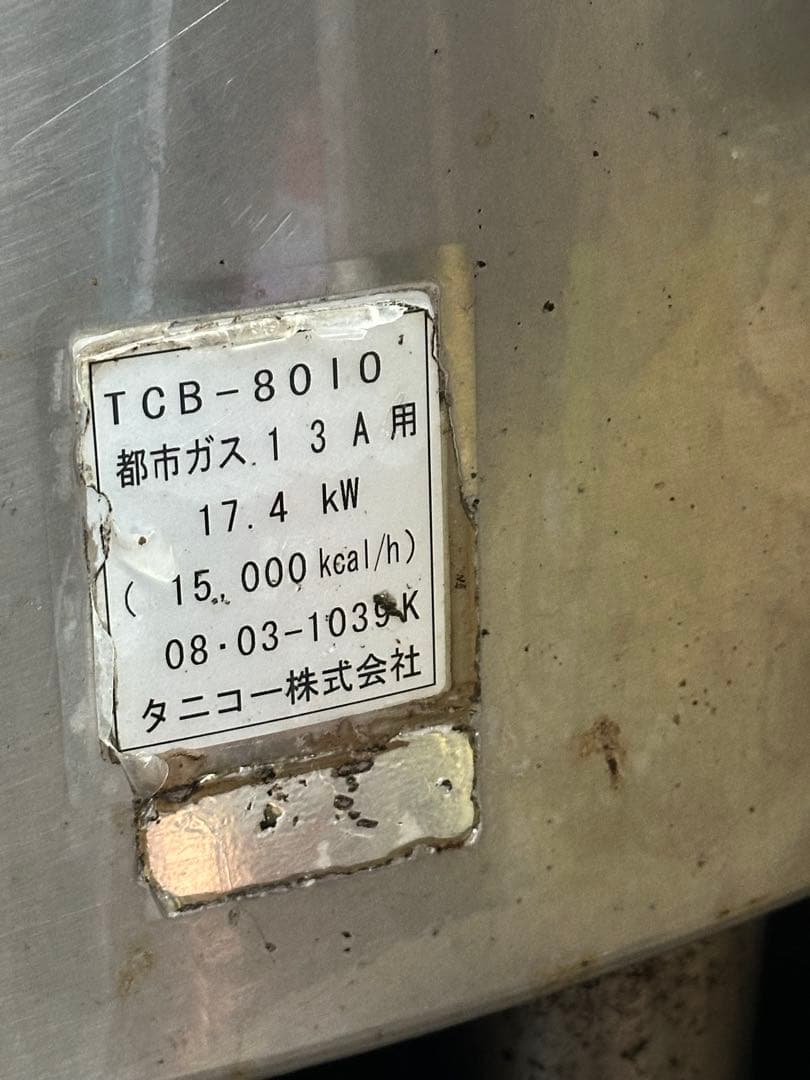 TCB-8010
都市ガス.13A用
17.4 kW
(15,000kcal/h)
08・03-1039K
タニコー株式会社